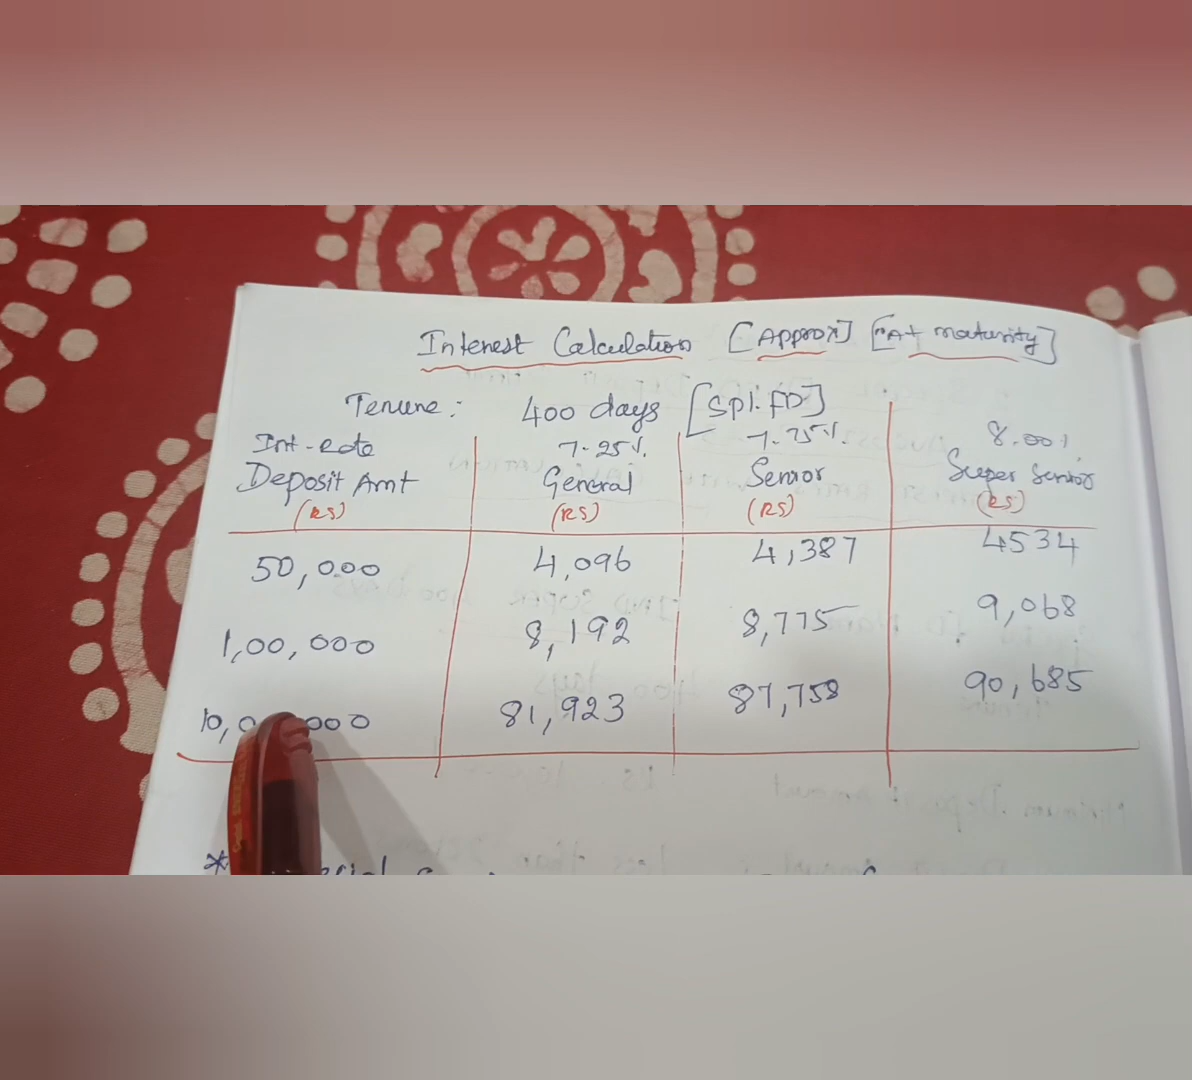 Interest Calculation [Approx] [At maturity]
Tenure: 400 days [Spl. FD]
Int-Rate 7.25% 7.75% 8.00%
Deposit Amt General Senior Super Senior
(RS) (RS) (RS) (RS)
50,000 4,096 4,387 4534
1,00,000 8,192 8,775 9,068
10,0 000 81,923 87,758 90,685
*